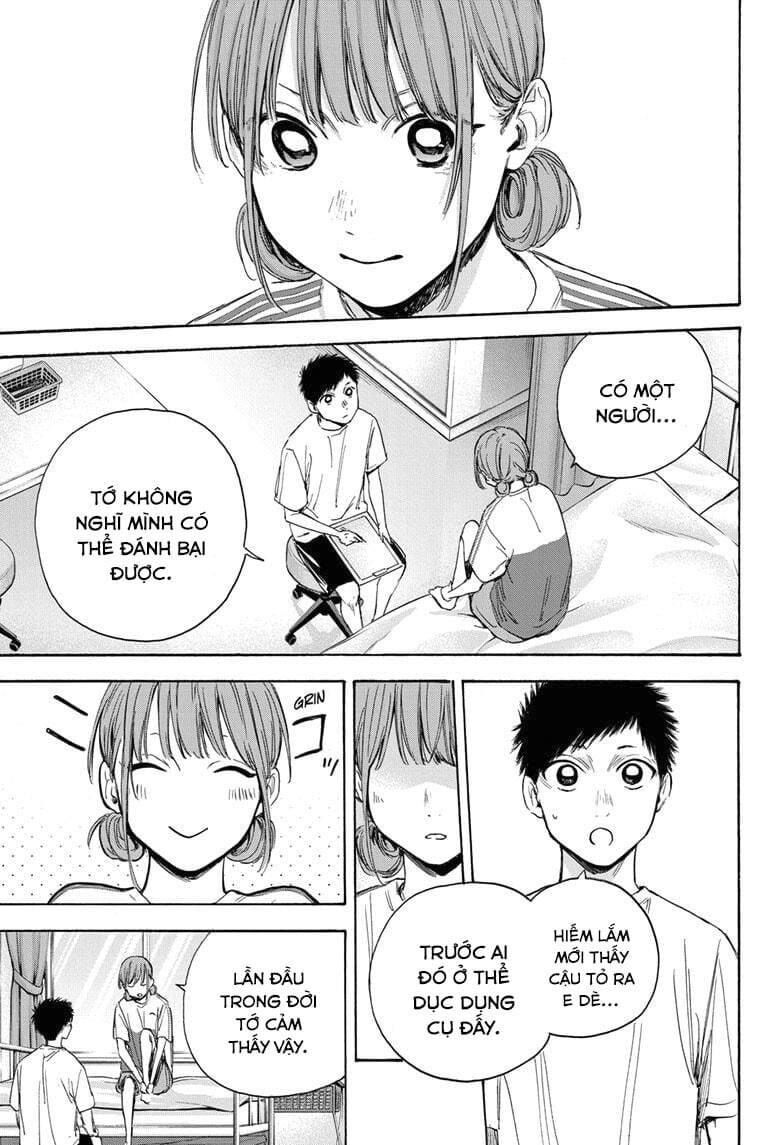 CÓ MỘT
NGƯỜI...
TỚ KHÔNG
NGHĨ MÌNH CÓ
THỂ ĐÁNH BẠI
ĐƯỢC.
HIẾM LẮM
MỚI THẤY
CẬU TỎ RA
E DÈ...
TRƯỚC AI
ĐÓ Ở THỂ
DỤC DỤNG
CỤ ĐẤY.
GRIN
LẦN ĐẦU
TRONG ĐỜI
TỚ CẢM
THẤY VẬY.